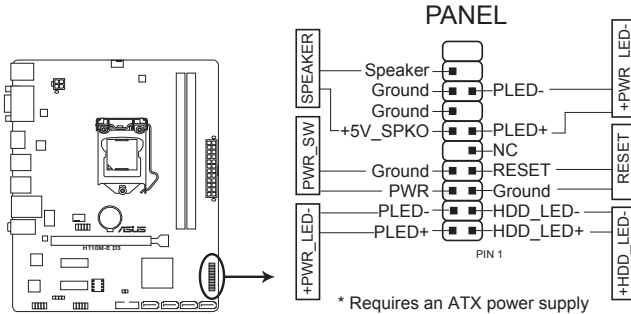 PANEL
SPEAKER
Speaker
Ground
Ground
+5V_SPKO
PLED-
PLED+
+PWR_LED-
PWR_SW
Ground
PWR
NC
RESET
Ground
RESET
+PWR_LED-
PLED-
PLED+
HDD_LED-
HDD_LED+
+HDD_LED-
PIN 1
* Requires an ATX power supply
ASUS
H110M-E D3